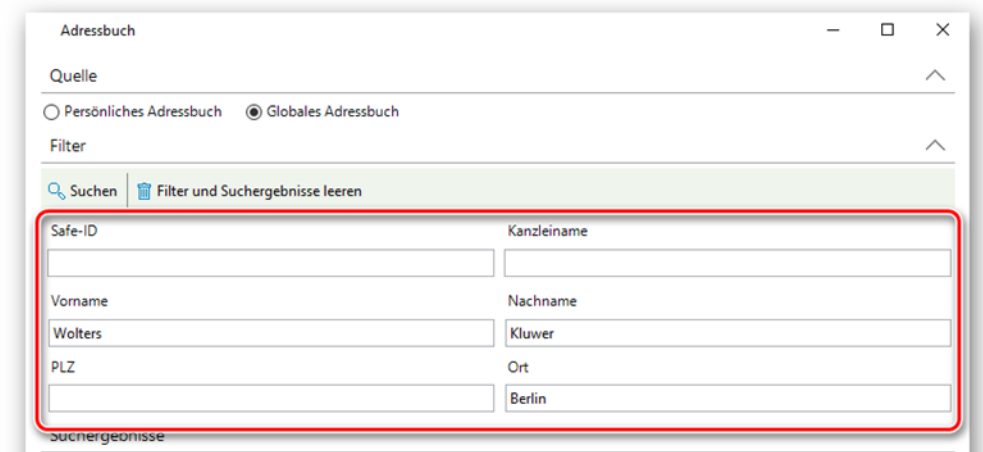 Adressbuch
Quelle
Persönliches Adressbuch Globales Adressbuch
Filter
Suchen Filter und Suchergebnisse leeren
Safe-ID Kanzleiname
Vorname Nachname
Wolters Kluwer
PLZ Ort
Berlin
Suchergebnisse